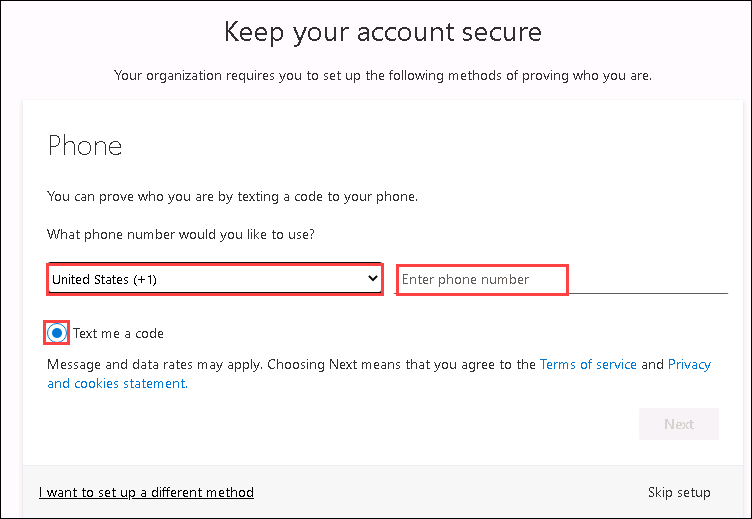 Keep your account secure
Your organization requires you to set up the following methods of proving who you are.
Phone
You can prove who you are by texting a code to your phone.
What phone number would you like to use?
United States (+1) Enter phone number
Text me a code
Message and data rates may apply. Choosing Next means that you agree to the Terms of service and Privacy
and cookies statement.
Next
I want to set up a different method Skip setup